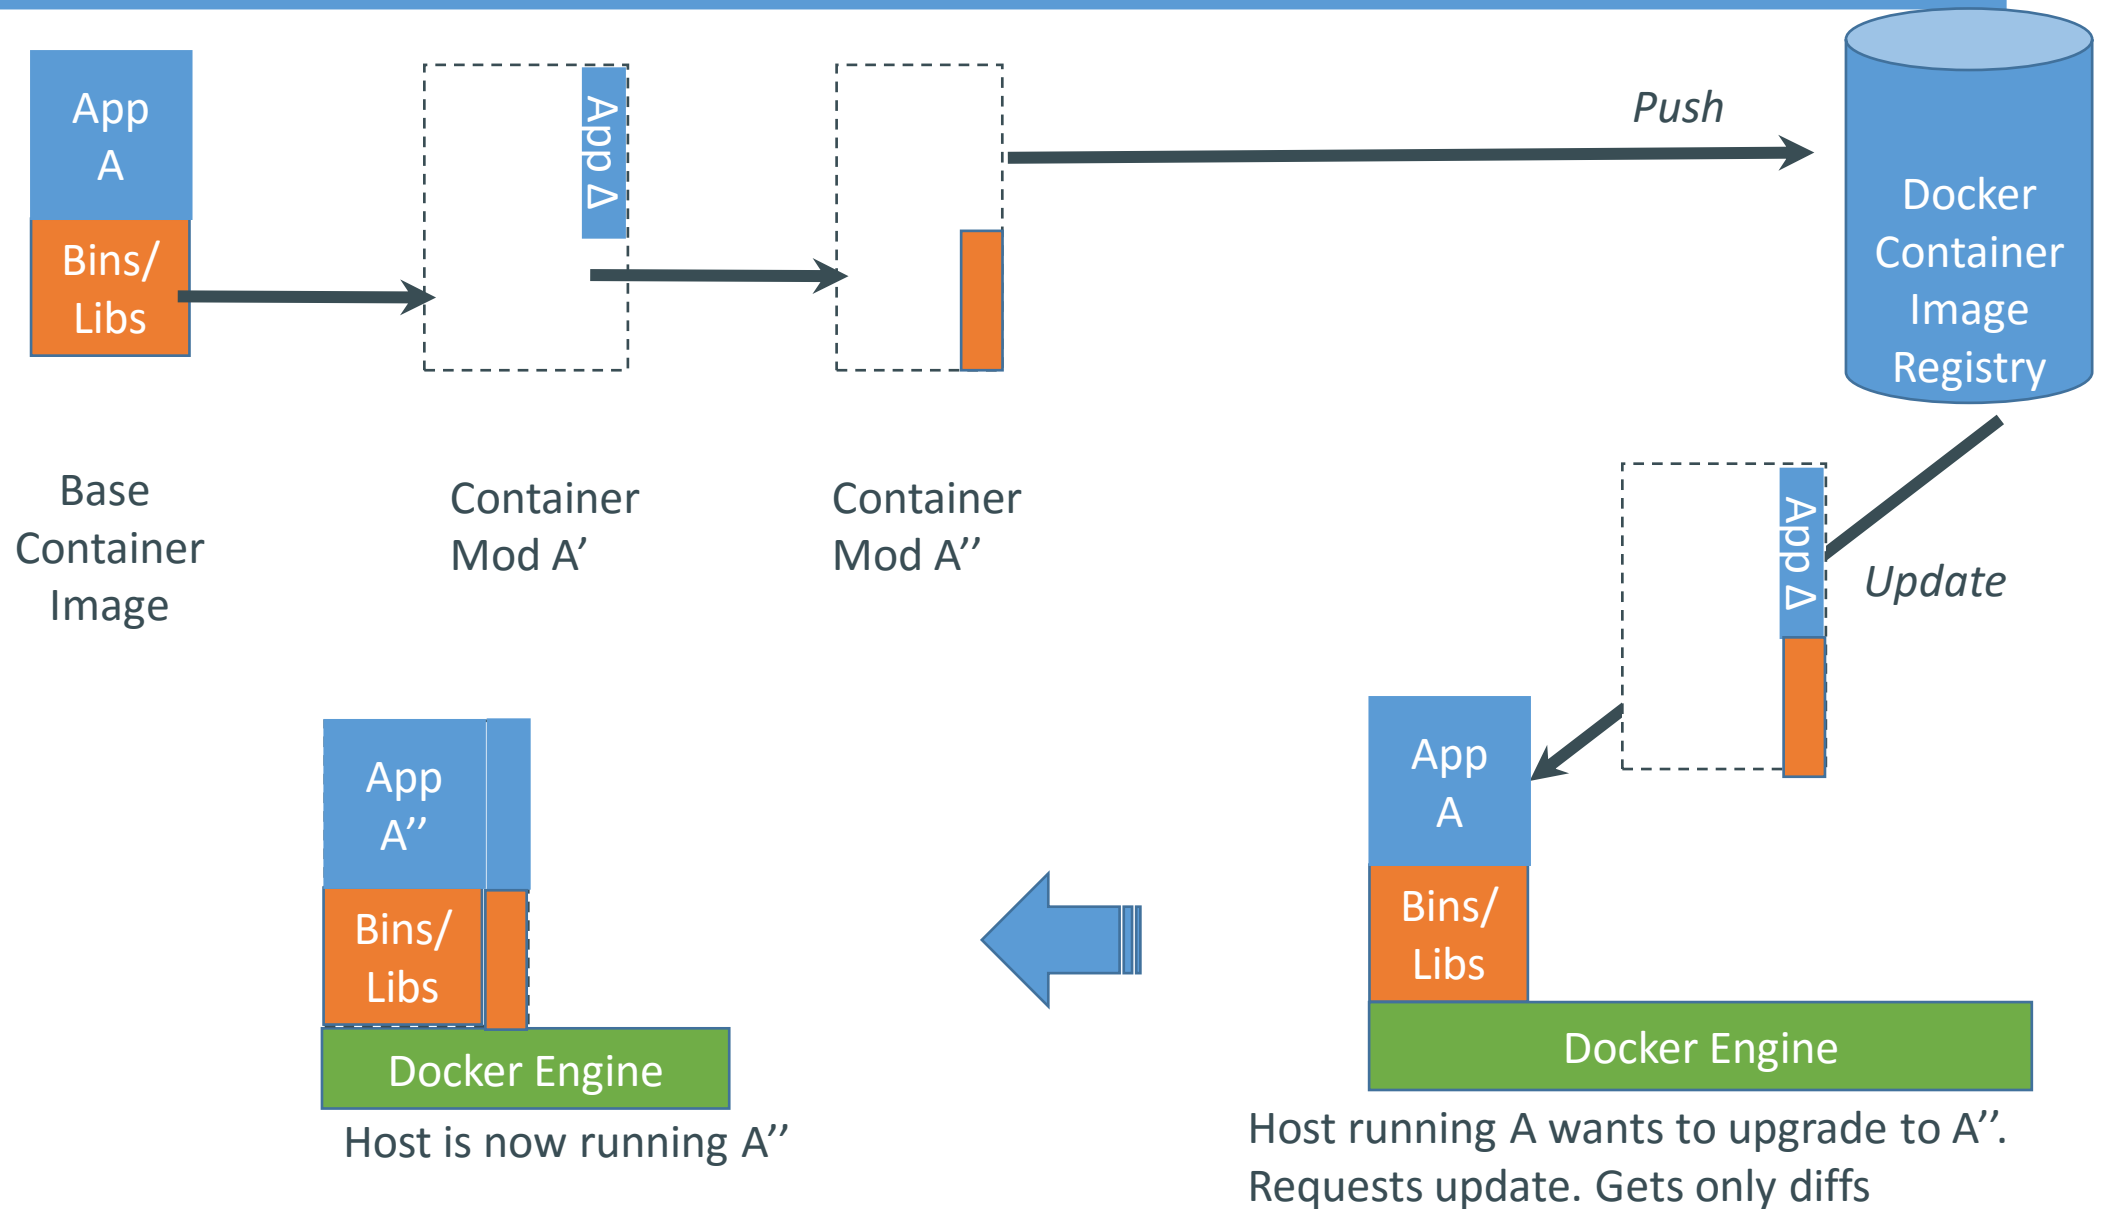 App
A
Bins/
Libs
App Δ
Push
Docker
Container
Image
Registry
Base
Container
Image
Container
Mod A’
Container
Mod A’’
App Δ
Update
App
A’’
Bins/
Libs
Docker Engine
Host is now running A’’
App
A
Bins/
Libs
Docker Engine
Host running A wants to upgrade to A’’.
Requests update. Gets only diffs